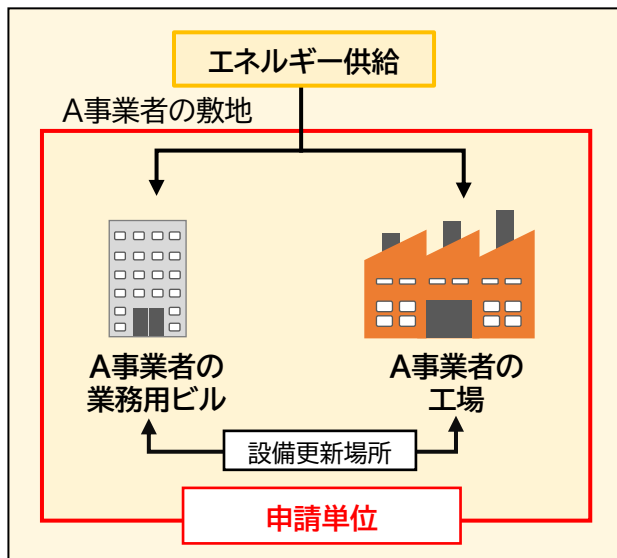 エネルギー供給
A事業者の敷地
A事業者の
業務用ビル
A事業者の
工場
設備更新場所
申請単位